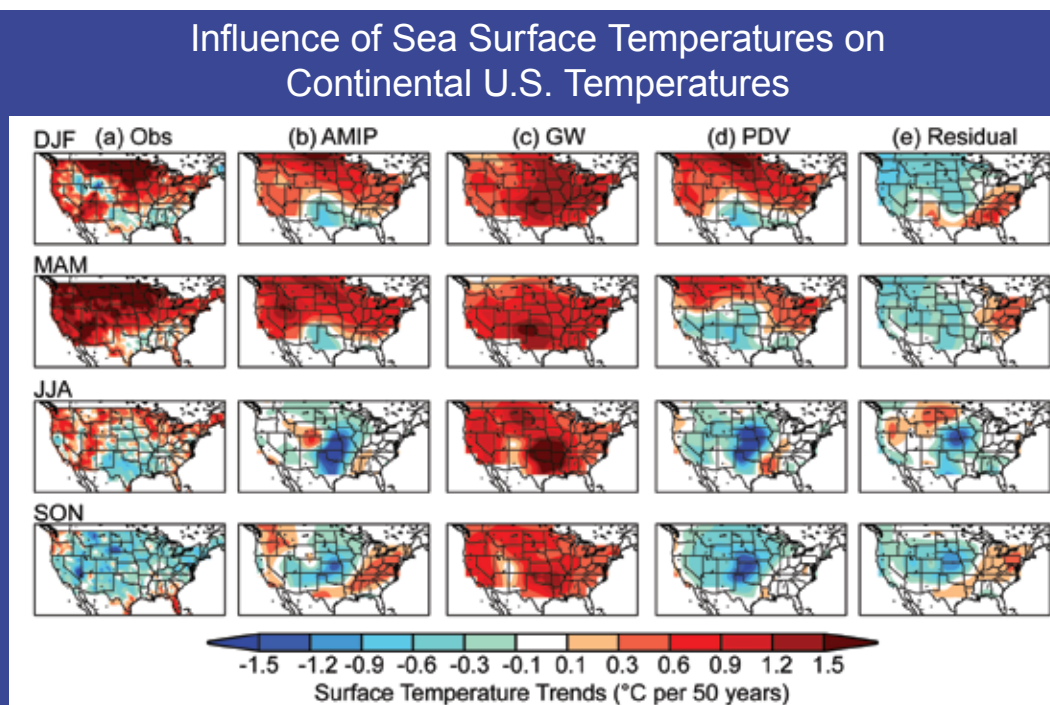 Influence of Sea Surface Temperatures on
Continental U.S. Temperatures
DJF (a) Obs (b) AMIP (c) GW (d) PDV (e) Residual
MAM
JJA
SON
-1.5 -1.2 -0.9 -0.6 -0.3 -0.1 0.1 0.3 0.6 0.9 1.2 1.5
Surface Temperature Trends (°C per 50 years)